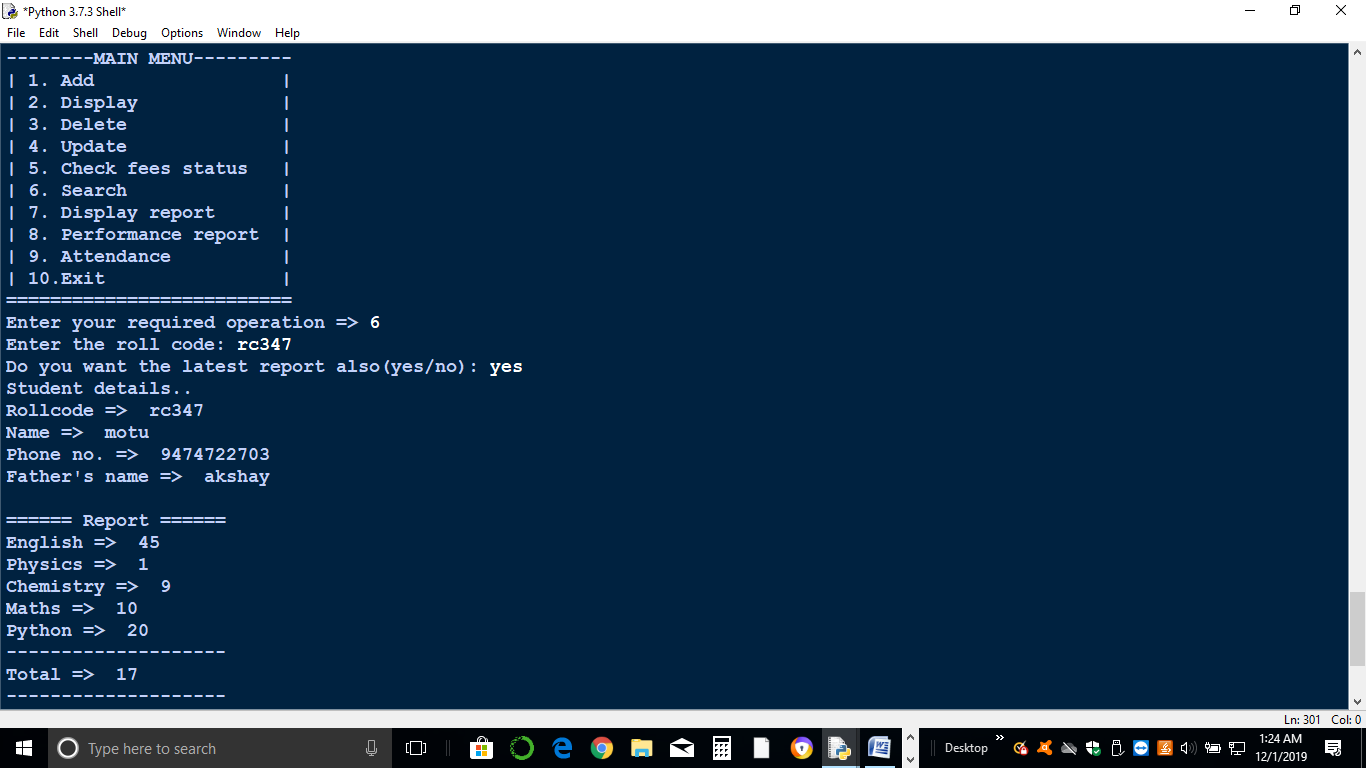 *Python 3.7.3 Shell*
File Edit Shell Debug Options Window Help
--------MAIN MENU---------
| 1. Add                 |
| 2. Display             |
| 3. Delete              |
| 4. Update              |
| 5. Check fees status   |
| 6. Search              |
| 7. Display report      |
| 8. Performance report  |
| 9. Attendance          |
| 10.Exit                |
==========================
Enter your required operation => 6
Enter the roll code: rc347
Do you want the latest report also(yes/no): yes
Student details..
Rollcode =>  rc347
Name =>  motu
Phone no. =>  9474722703
Father's name =>  akshay
====== Report ======
English =>  45
Physics =>  1
Chemistry =>  9
Maths =>  10
Python =>  20
--------------------
Total =>  17
--------------------
Ln: 301 Col: 0
Type here to search
Desktop
1:24 AM
12/1/2019